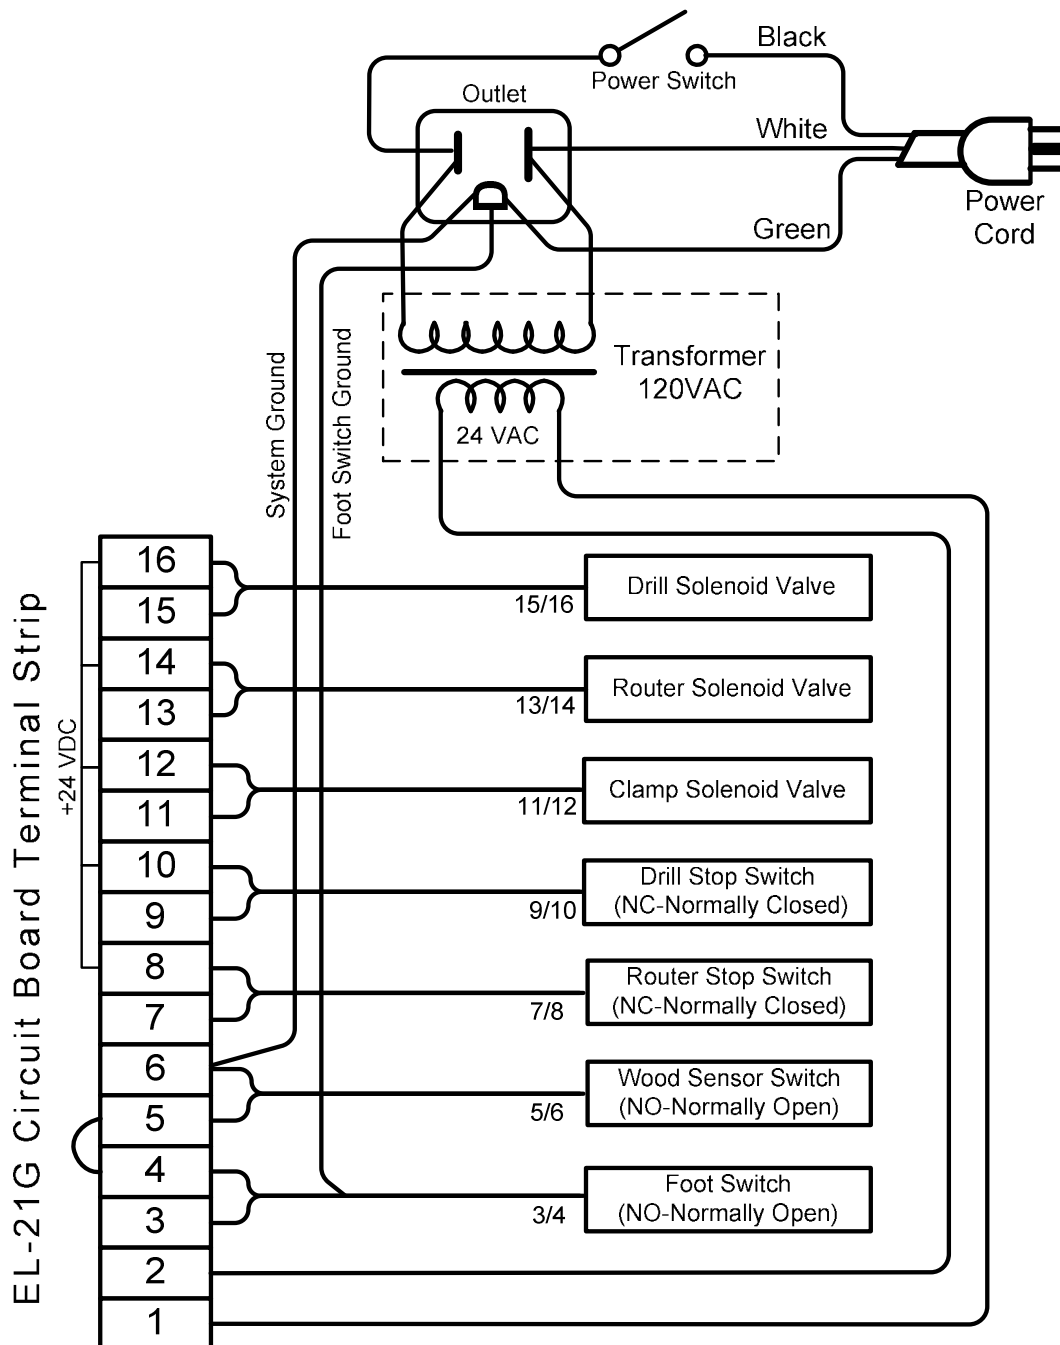 Black
Power Switch
Outlet
White
Power
Cord
Green
Transformer
120VAC
24 VAC
System Ground
Foot Switch Ground
EL-21G Circuit Board Terminal Strip
+24 VDC
16
15
14
13
12
11
10
9
8
7
6
5
4
3
2
1
15/16
Drill Solenoid Valve
13/14
Router Solenoid Valve
11/12
Clamp Solenoid Valve
9/10
Drill Stop Switch
(NC-Normally Closed)
7/8
Router Stop Switch
(NC-Normally Closed)
5/6
Wood Sensor Switch
(NO-Normally Open)
3/4
Foot Switch
(NO-Normally Open)